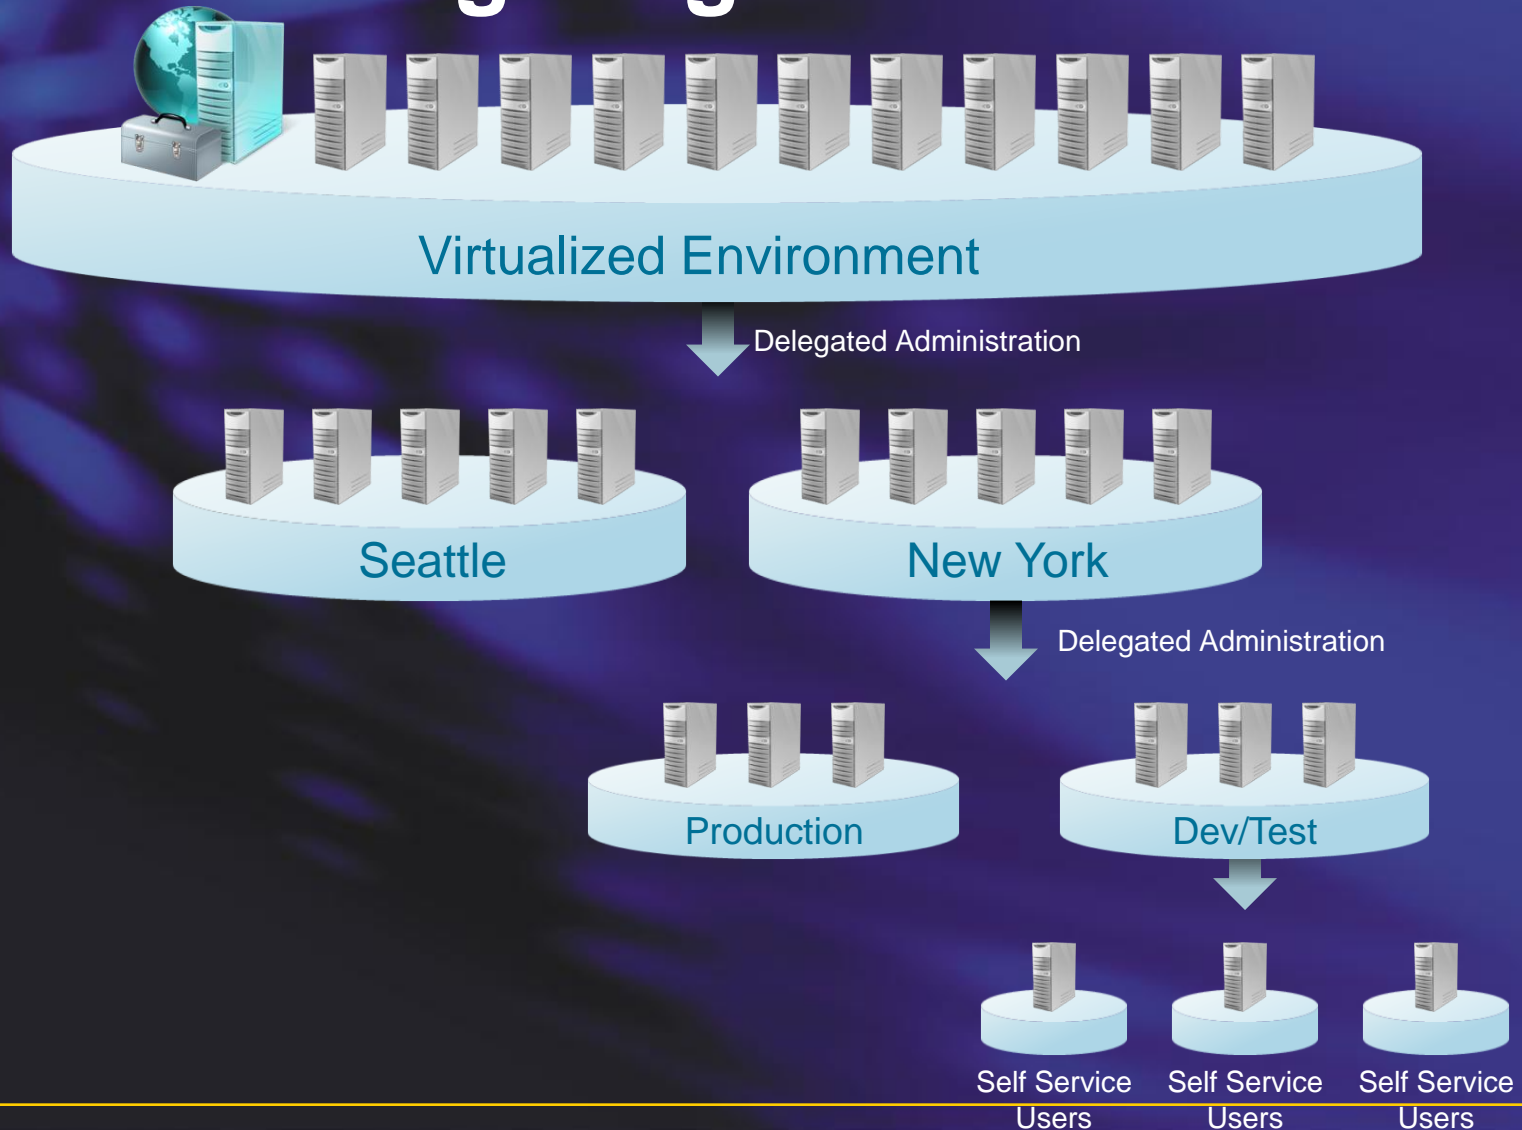 Virtualized Environment
Delegated Administration
Seattle
New York
Delegated Administration
Production
Dev/Test
Self Service
Users
Self Service
Users
Self Service
Users